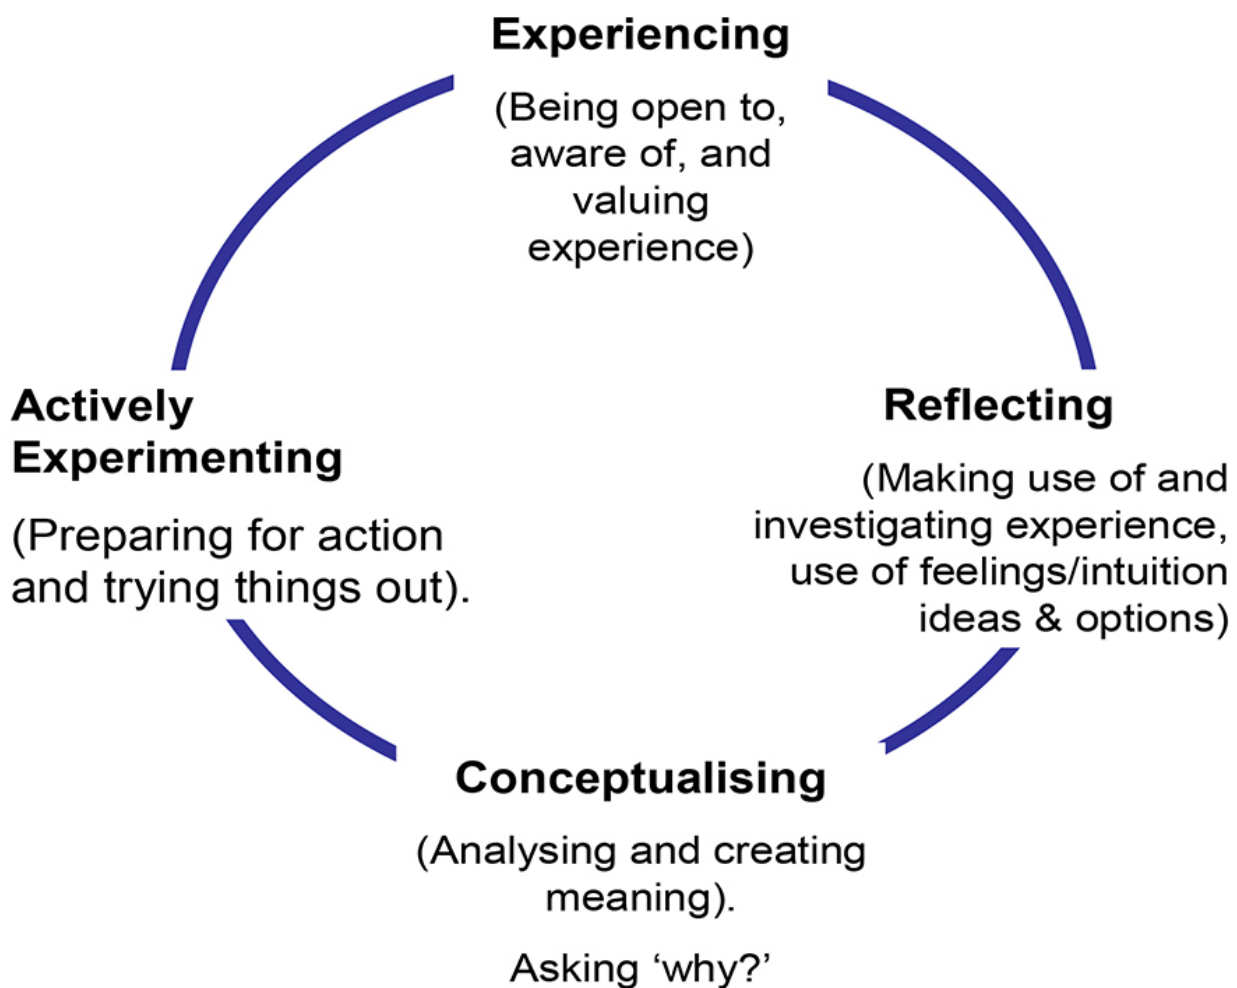 Experiencing
(Being open to,
aware of, and
valuing
experience)
Reflecting
(Making use of and
investigating experience,
use of feelings/intuition
ideas & options)
Conceptualising
(Analysing and creating
meaning).
Asking ‘why?’
Actively
Experimenting
(Preparing for action
and trying things out).